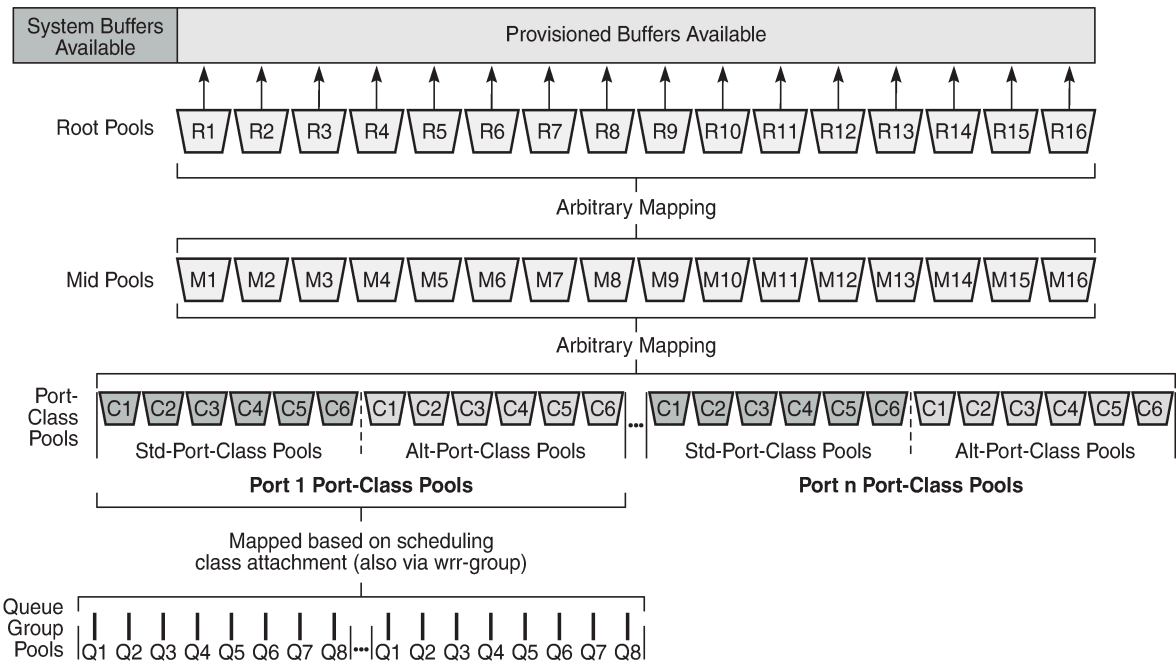 System Buffers
Available
Provisioned Buffers Available
Root Pools
R1 R2 R3 R4 R5 R6 R7 R8 R9 R10 R11 R12 R13 R14 R15 R16
Arbitrary Mapping
Mid Pools
M1 M2 M3 M4 M5 M6 M7 M8 M9 M10 M11 M12 M13 M14 M15 M16
Arbitrary Mapping
Port-
Class
Pools
C1 C2 C3 C4 C5 C6 C1 C2 C3 C4 C5 C6 ... C1 C2 C3 C4 C5 C6 C1 C2 C3 C4 C5 C6
Std-Port-Class Pools Alt-Port-Class Pools Std-Port-Class Pools Alt-Port-Class Pools
Port 1 Port-Class Pools Port n Port-Class Pools
Mapped based on scheduling
class attachment (also via wrr-group)
Queue
Group
Pools
Q1 Q2 Q3 Q4 Q5 Q6 Q7 Q8 ... Q1 Q2 Q3 Q4 Q5 Q6 Q7 Q8